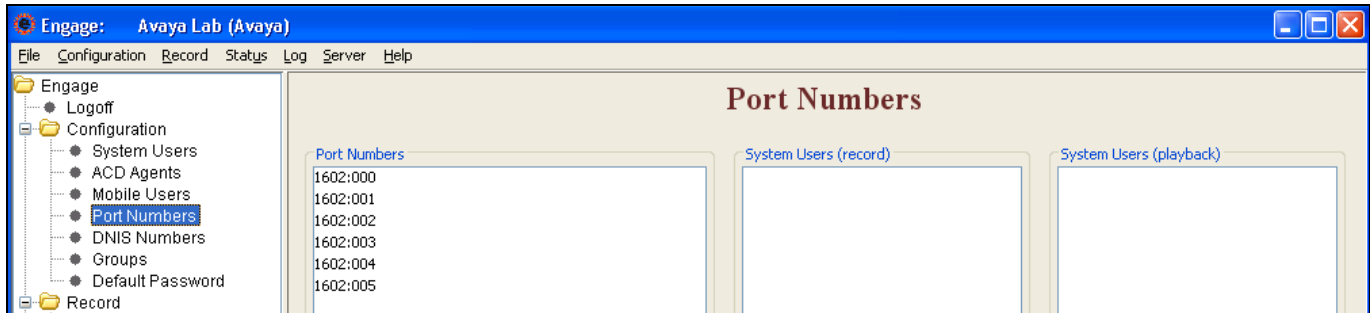 Engage: Avaya Lab (Avaya)
File Configuration Record Status Log Server Help
Engage
Logoff
Configuration
System Users
ACD Agents
Mobile Users
Port Numbers
DNIS Numbers
Groups
Default Password
Record
Port Numbers
Port Numbers
1602:000
1602:001
1602:002
1602:003
1602:004
1602:005
System Users (record)
System Users (playback)